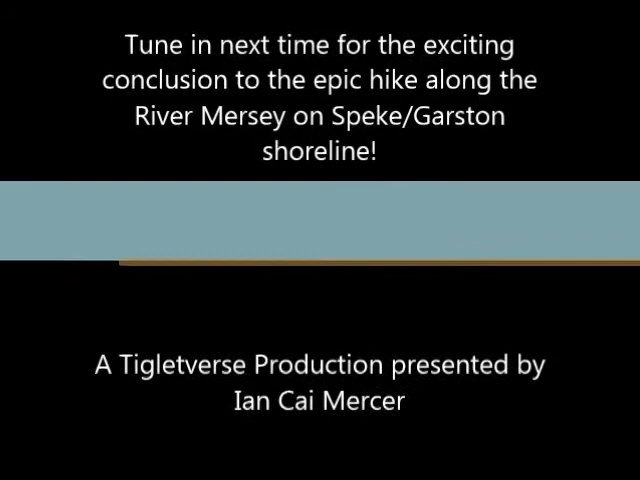 Tune in next time for the exciting
conclusion to the epic hike along the
River Mersey on Speke/Garston
shoreline!
A Tigletverse Production presented by
Ian Cai Mercer